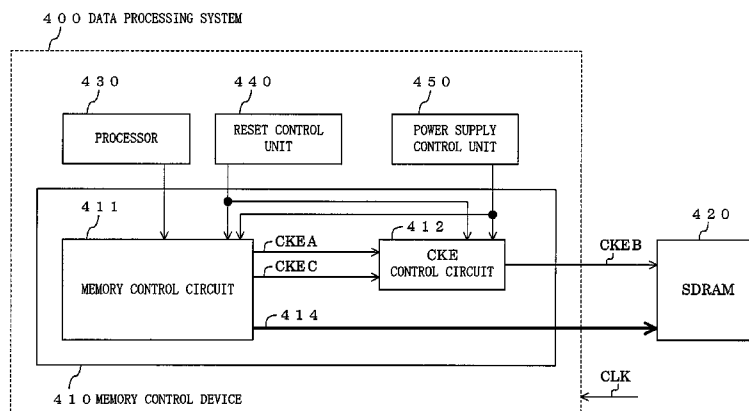 400 DATA PROCESSING SYSTEM
430
440
450
PROCESSOR
RESET CONTROL
UNIT
POWER SUPPLY
CONTROL UNIT
411
412
420
CKEA
CKEC
CKEB
MEMORY CONTROL CIRCUIT
CKE
CONTROL CIRCUIT
SDRAM
414
CLK
410 MEMORY CONTROL DEVICE